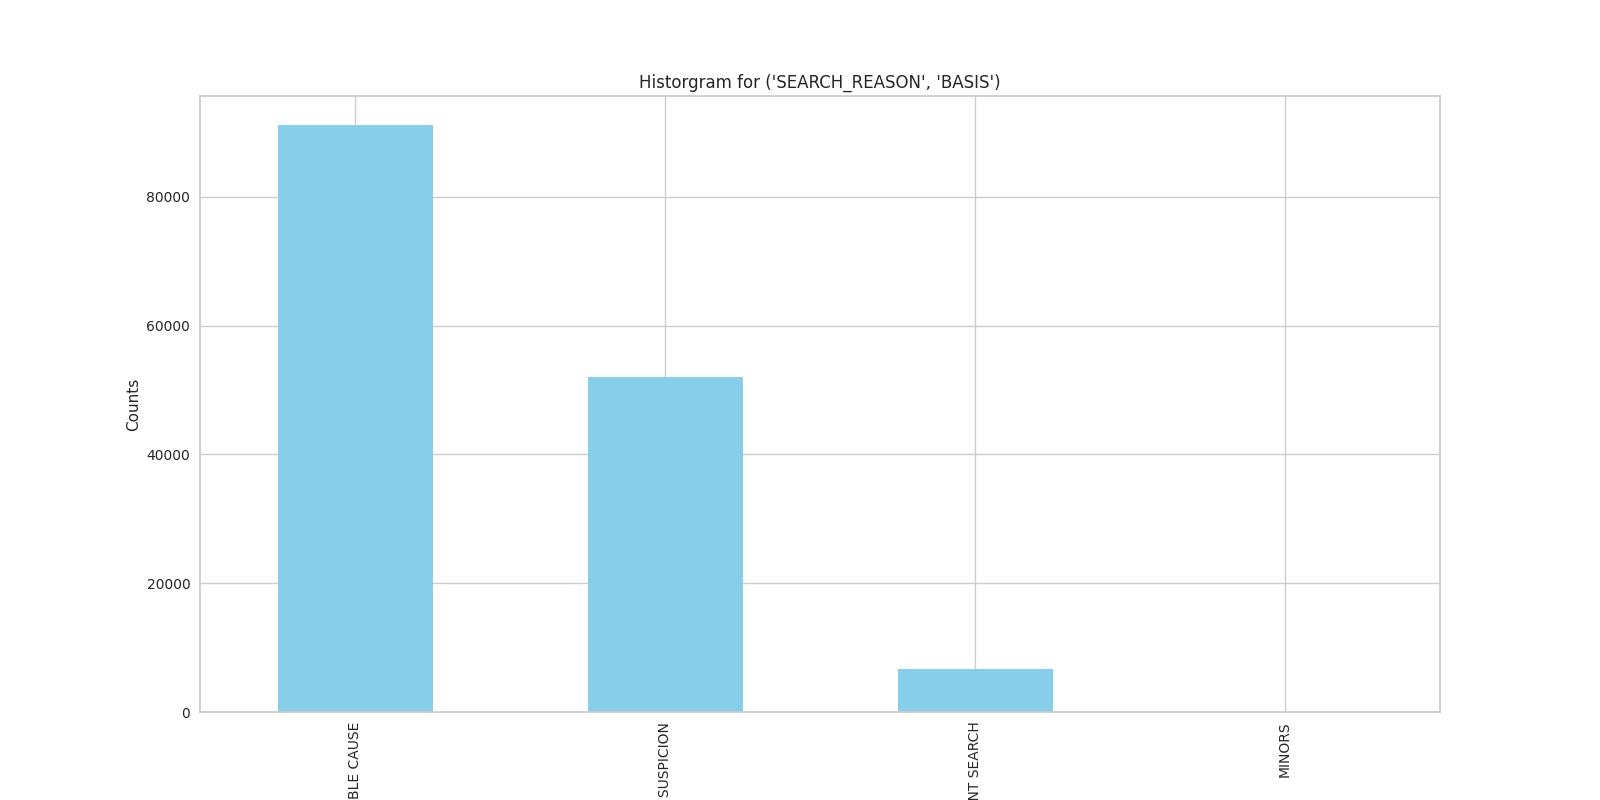 Historgram for ('SEARCH_REASON', 'BASIS')
Counts
80000
60000
40000
20000
0
BLE CAUSE
SUSPICION
NT SEARCH
MINORS